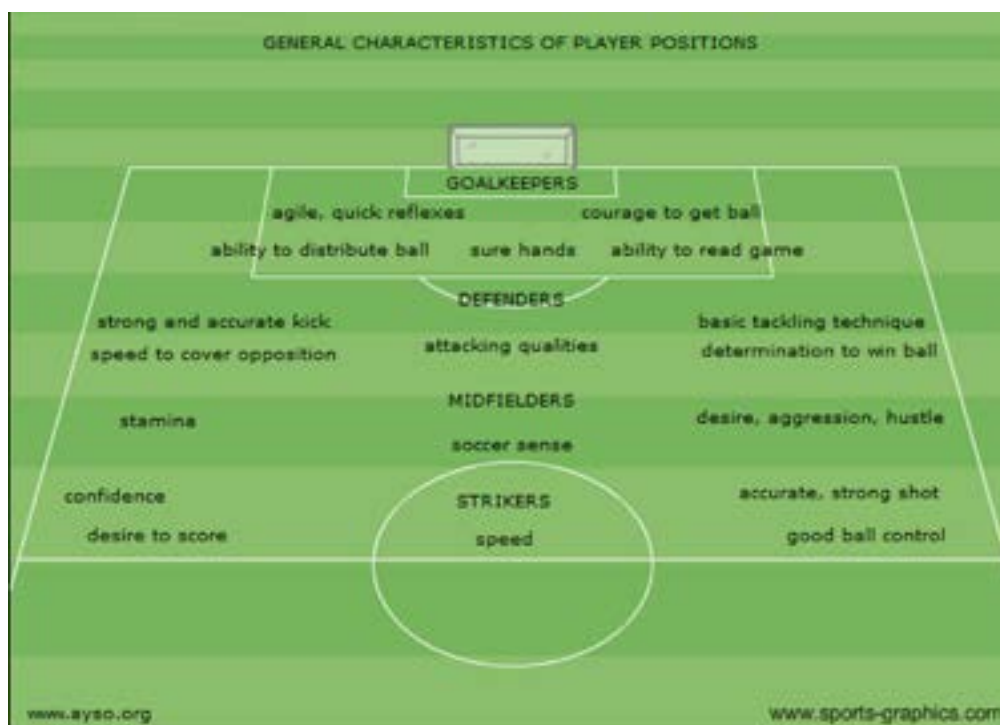 GENERAL CHARACTERISTICS OF PLAYER POSITIONS
GOALKEEPERS
agile, quick reflexes
courage to get ball
ability to distribute ball
sure hands
ability to read game
DEFENDERS
strong and accurate kick
basic tackling technique
speed to cover opposition
attacking qualities
determination to win ball
MIDFIELDERS
stamina
desire, aggression, hustle
soccer sense
confidence
STRIKERS
accurate, strong shot
desire to score
speed
good ball control
www.ayso.org
www.sports-graphics.com